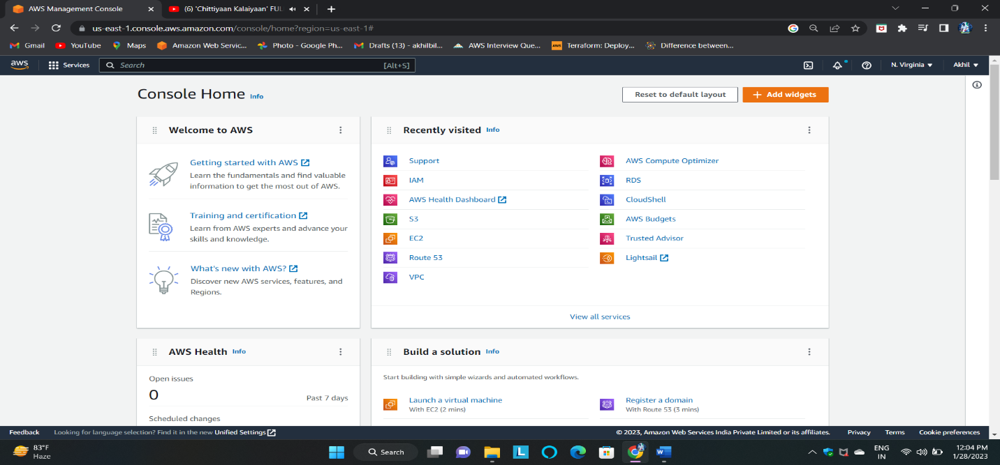 AWS Management Console
(6) 'Chittiyaan Kalaiyaan' FUL
us-east-1.console.aws.amazon.com/console/home?region=us-east-1#
Gmail
YouTube
Maps
Amazon Web Servic...
Photo - Google Ph...
Drafts (13) - akhilbil...
AWS Interview Que...
aws Terraform: Deploy...
Difference between...
aws
Services
Search
[Alt+S]
N. Virginia
Akhil
Console Home Info
Reset to default layout
Add widgets
Welcome to AWS
Getting started with AWS
Learn the fundamentals and find valuable
information to get the most out of AWS.
Training and certification
Learn from AWS experts and advance your
skills and knowledge.
What's new with AWS?
Discover new AWS services, features, and
Regions.
Recently visited Info
Support
IAM
AWS Health Dashboard
S3
EC2
Route 53
VPC
AWS Compute Optimizer
RDS
CloudShell
AWS Budgets
Trusted Advisor
Lightsail
View all services
AWS Health Info
Open issues
0
Past 7 days
Scheduled changes
Build a solution Info
Start building with simple wizards and automated workflows.
Launch a virtual machine
With EC2 (2 mins)
Register a domain
With Route 53 (3 mins)
Feedback
Looking for language selection? Find it in the new Unified Settings
© 2023, Amazon Web Services India Private Limited or its affiliates.
Privacy
Terms
Cookie preferences
83°F
Haze
Search
L
W
ENG
IN
12:04 PM
1/28/2023